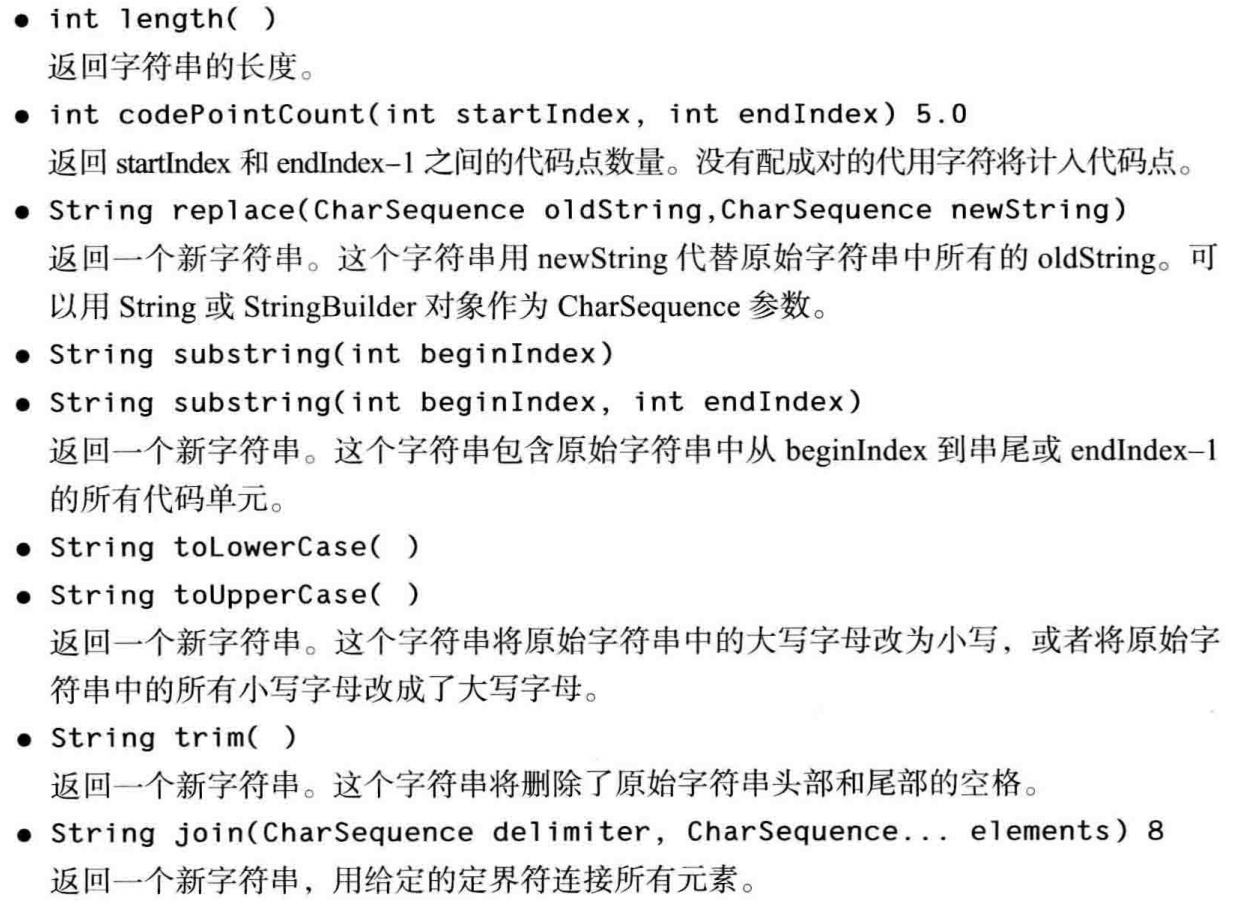 ● int length( )
返回字符串的长度。
● int codePointCount(int startIndex, int endIndex) 5.0
返回 startIndex 和 endIndex–1 之间的代码点数量。没有配成对的代用字符将计入代码点。
● String replace(CharSequence oldString,CharSequence newString)
返回一个新字符串。这个字符串用 newString 代替原始字符串中所有的 oldString。可
以用 String 或 StringBuilder 对象作为 CharSequence 参数。
● String substring(int beginIndex)
● String substring(int beginIndex, int endIndex)
返回一个新字符串。这个字符串包含原始字符串中从 beginIndex 到串尾或 endIndex–1
的所有代码单元。
● String toLowerCase( )
● String toUpperCase( )
返回一个新字符串。这个字符串将原始字符串中的大写字母改为小写，或者将原始字
符串中的所有小写字母改成了大写字母。
● String trim( )
返回一个新字符串。这个字符串将删除了原始字符串头部和尾部的空格。
● String join(CharSequence delimiter, CharSequence... elements) 8
返回一个新字符串，用给定的定界符连接所有元素。